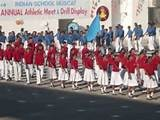 INDIAN SCHOOL MUSCAT
ANNUAL Athletic Meet & Drill Display